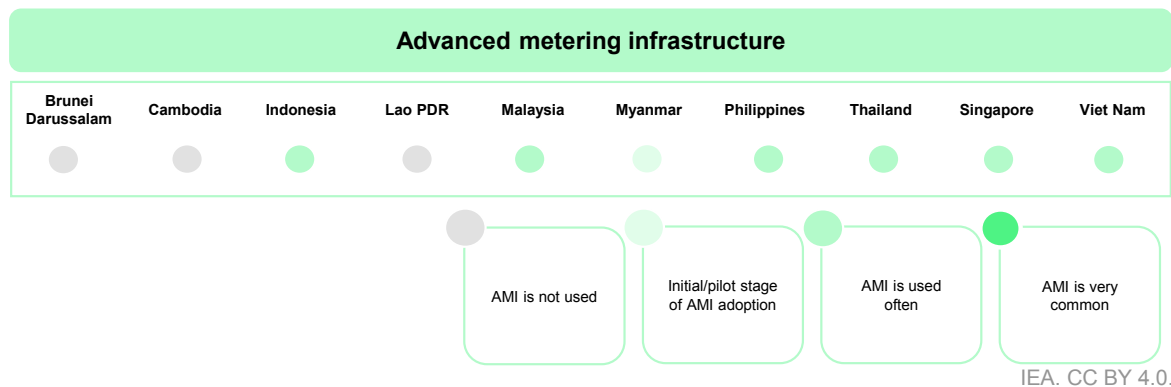 Advanced metering infrastructure
Brunei
Darussalam
Cambodia
Indonesia
Lao PDR
Malaysia
Myanmar
Philippines
Thailand
Singapore
Viet Nam
AMI is not used
Initial/pilot stage
of AMI adoption
AMI is used
often
AMI is very
common
IEA. CC BY 4.0.